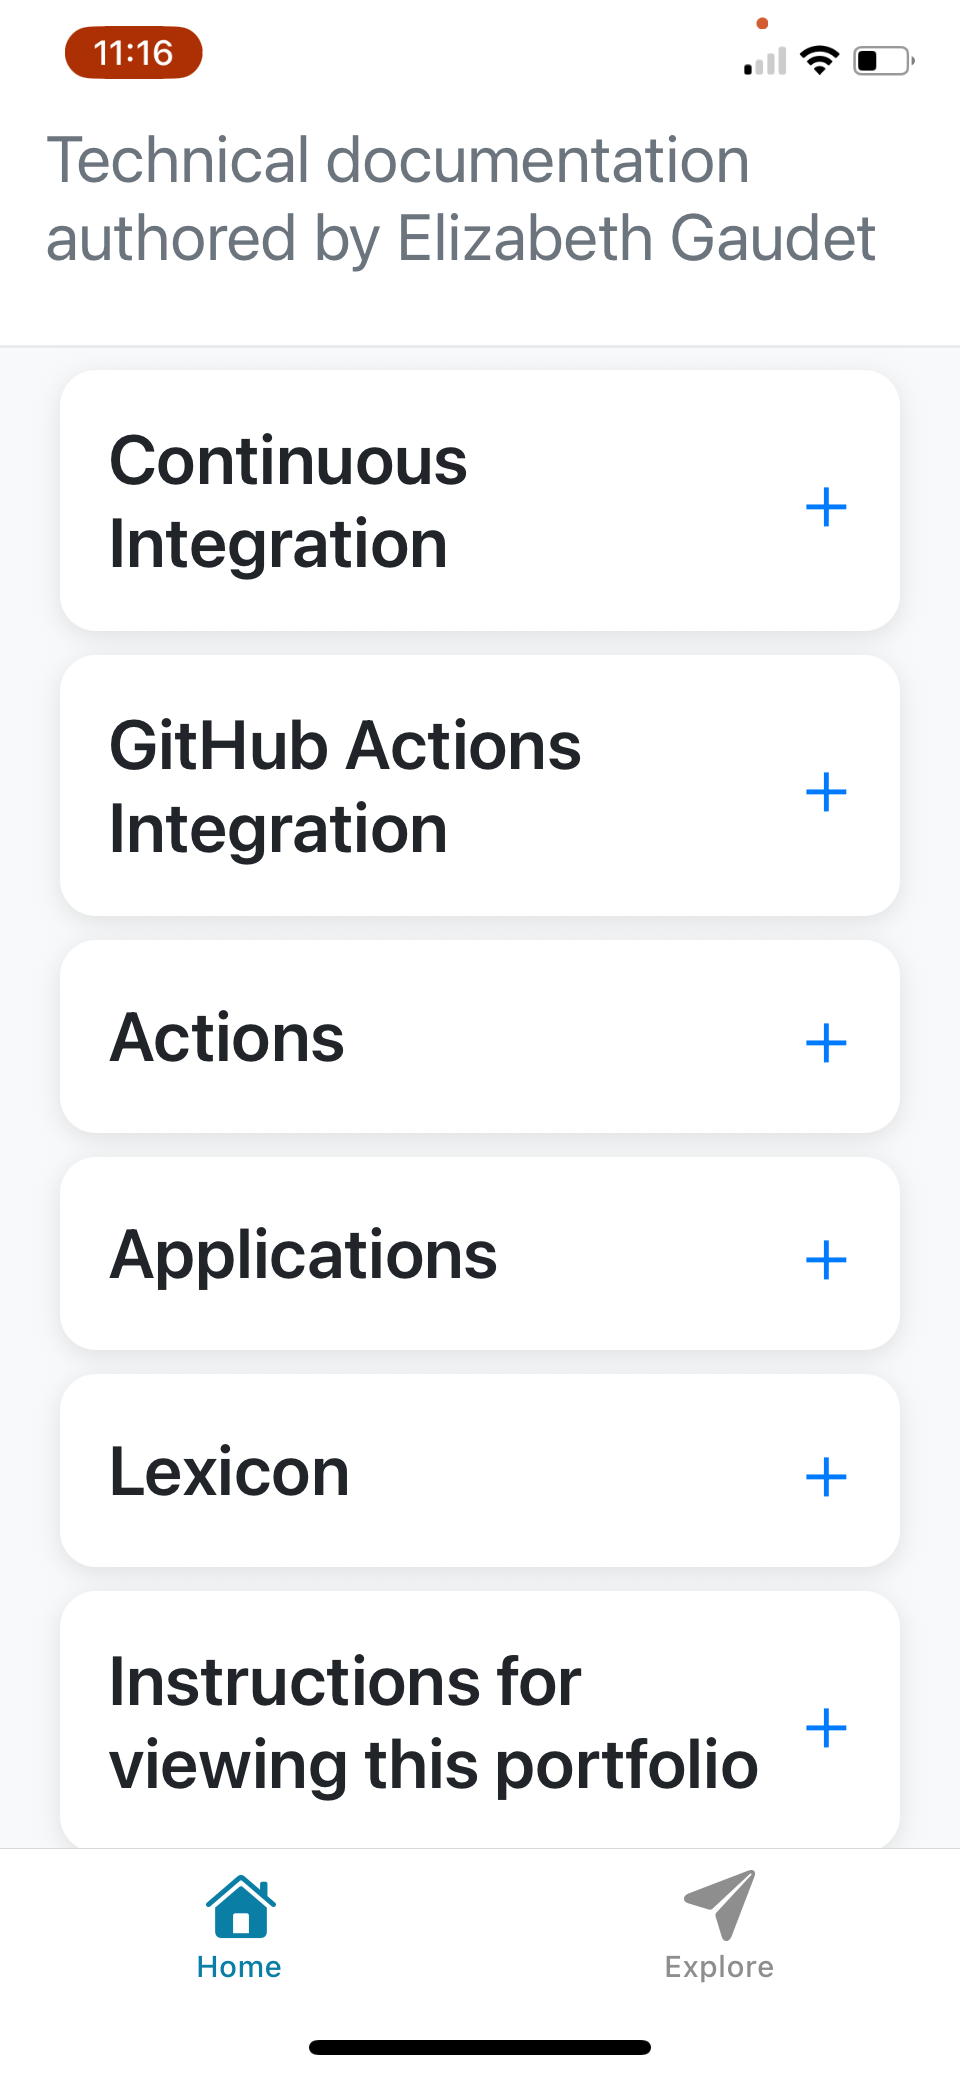 11:16
Technical documentation
authored by Elizabeth Gaudet
Continuous
Integration
GitHub Actions
Integration
Actions
Applications
Lexicon
Instructions for
viewing this portfolio
Home
Explore